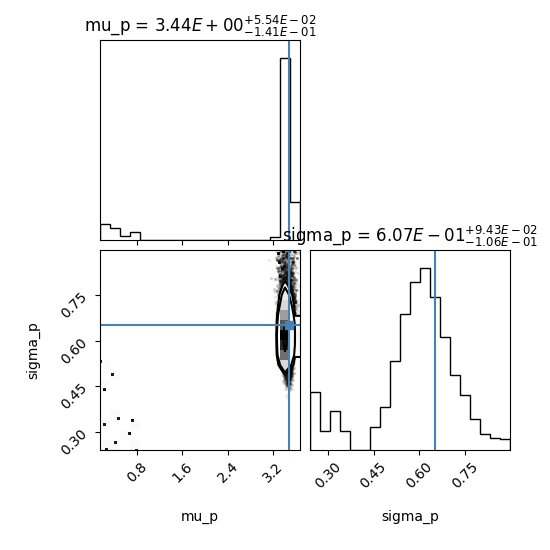 mu_p = 3.44E+00+5.54E-02 -1.41E-01
sigma_p = 6.07E-01+9.43E-02 -1.06E-01
sigma_p
0.75
0.60
0.45
0.30
0.8 1.6 2.4 3.2
mu_p
0.30 0.45 0.60 0.75
sigma_p